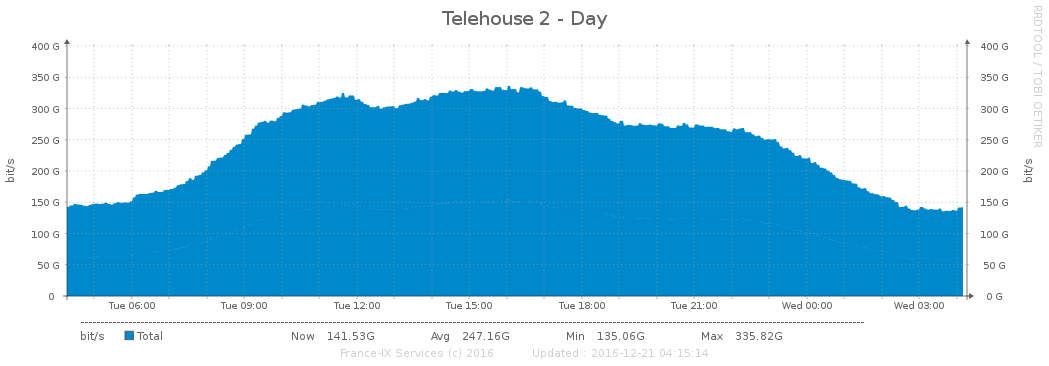 Telehouse 2 - Day
RRDTOOL / TOBI OETIKER
bit/s
400 G
350 G
300 G
250 G
200 G
150 G
100 G
50 G
0
400 G
350 G
300 G
250 G
200 G
150 G
100 G
50 G
0 G
bit/s
Tue 06:00 Tue 09:00 Tue 12:00 Tue 15:00 Tue 18:00 Tue 21:00 Wed 00:00 Wed 03:00
bit/s Total Now 141.53G Avg 247.16G Min 135.06G Max 335.82G
France-IX Services (c) 2016 Updated : 2016-12-21 04:15:14